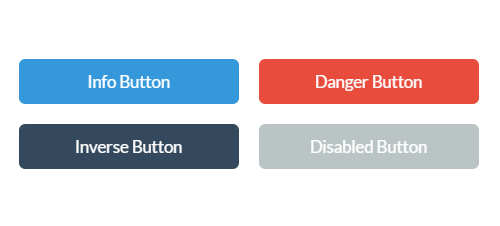 Info Button
Danger Button
Inverse Button
Disabled Button